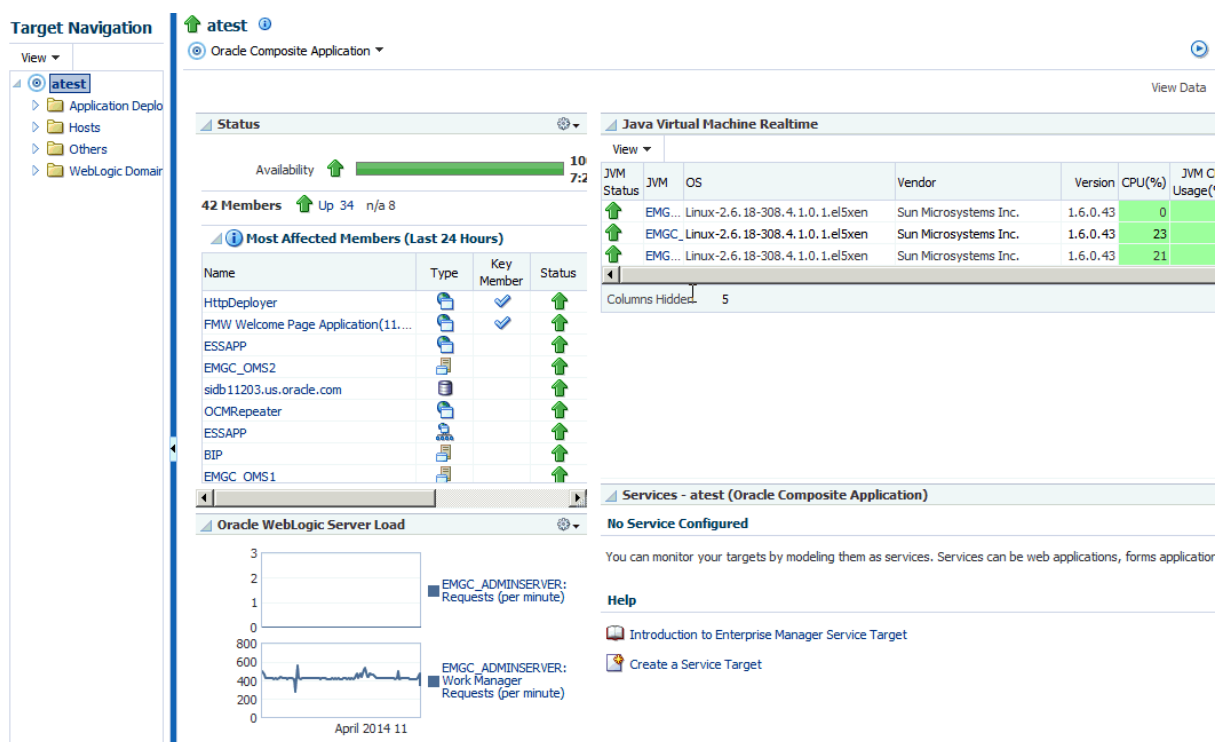 Target Navigation
View
atest
Application Deplo
Hosts
Others
WebLogic Domair
atest
Oracle Composite Application
View Data
Status
Availability
10
7:2
42 Members Up 34 n/a 8
Most Affected Members (Last 24 Hours)
Name Type Key Member Status
HttpDeployer
FMW Welcome Page Application(11....
ESSAPP
EMGC_OMS2
sidb11203.us.oracle.com
OCMRepeater
ESSAPP
BIP
EMGC_OMS1
Oracle WebLogic Server Load
3
2
1
0
EMGC_ADMINSERVER:
Requests (per minute)
800
600
400
200
0
EMGC_ADMINSERVER:
Work Manager
Requests (per minute)
April 2014 11
Java Virtual Machine Realtime
View
JVM Status JVM OS Vendor Version CPU(%) JVM C Usage(%
EMG... Linux-2.6.18-308.4.1.0.1.el5xen Sun Microsystems Inc. 1.6.0.43 0
EMGC_ Linux-2.6.18-308.4.1.0.1.el5xen Sun Microsystems Inc. 1.6.0.43 23
EMG... Linux-2.6.18-308.4.1.0.1.el5xen Sun Microsystems Inc. 1.6.0.43 21
Columns Hidden 5
Services - atest (Oracle Composite Application)
No Service Configured
You can monitor your targets by modeling them as services. Services can be web applications, forms application
Help
Introduction to Enterprise Manager Service Target
Create a Service Target